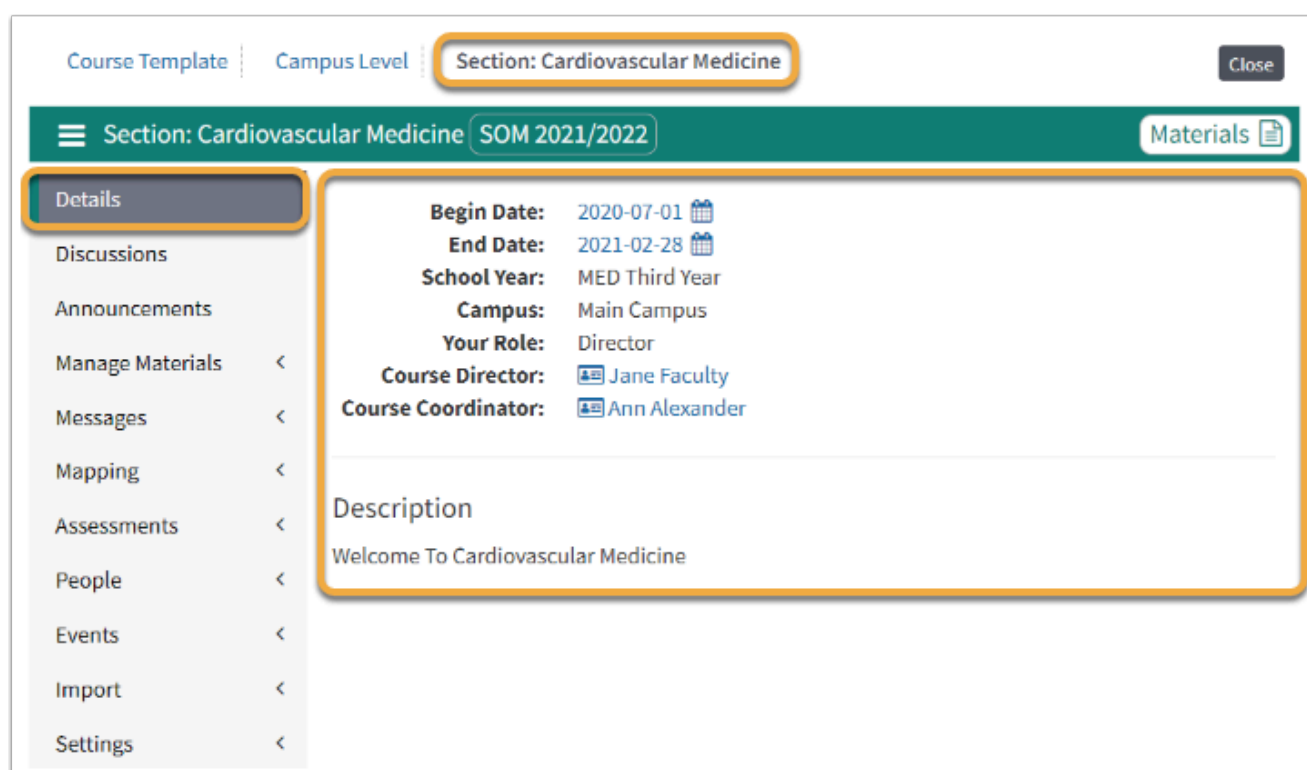 Course Template Campus Level Section: Cardiovascular Medicine Close
Section: Cardiovascular Medicine SOM 2021/2022 Materials
Details
Discussions
Announcements
Manage Materials <
Messages <
Mapping <
Assessments <
People <
Events <
Import <
Settings <
Begin Date: 2020-07-01
End Date: 2021-02-28
School Year: MED Third Year
Campus: Main Campus
Your Role: Director
Course Director: Jane Faculty
Course Coordinator: Ann Alexander
Description
Welcome To Cardiovascular Medicine